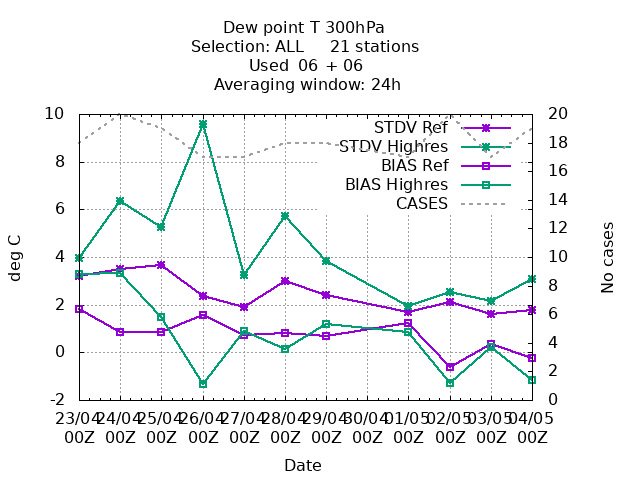 Dew point T 300hPa
Selection: ALL     21 stations
Used  06 + 06
Averaging window: 24h
10 20
STDV Ref
18
STDV Highres
8
16
BIAS Ref
BIAS Highres
14
6
CASES
12
4 10
8
2
6
4
0
2
-2 0
deg C
No cases
23/04 24/04 25/04 26/04 27/04 28/04 29/04 30/04 01/05 02/05 03/05 04/05
00Z 00Z 00Z 00Z 00Z 00Z 00Z 00Z 00Z 00Z 00Z 00Z
Date